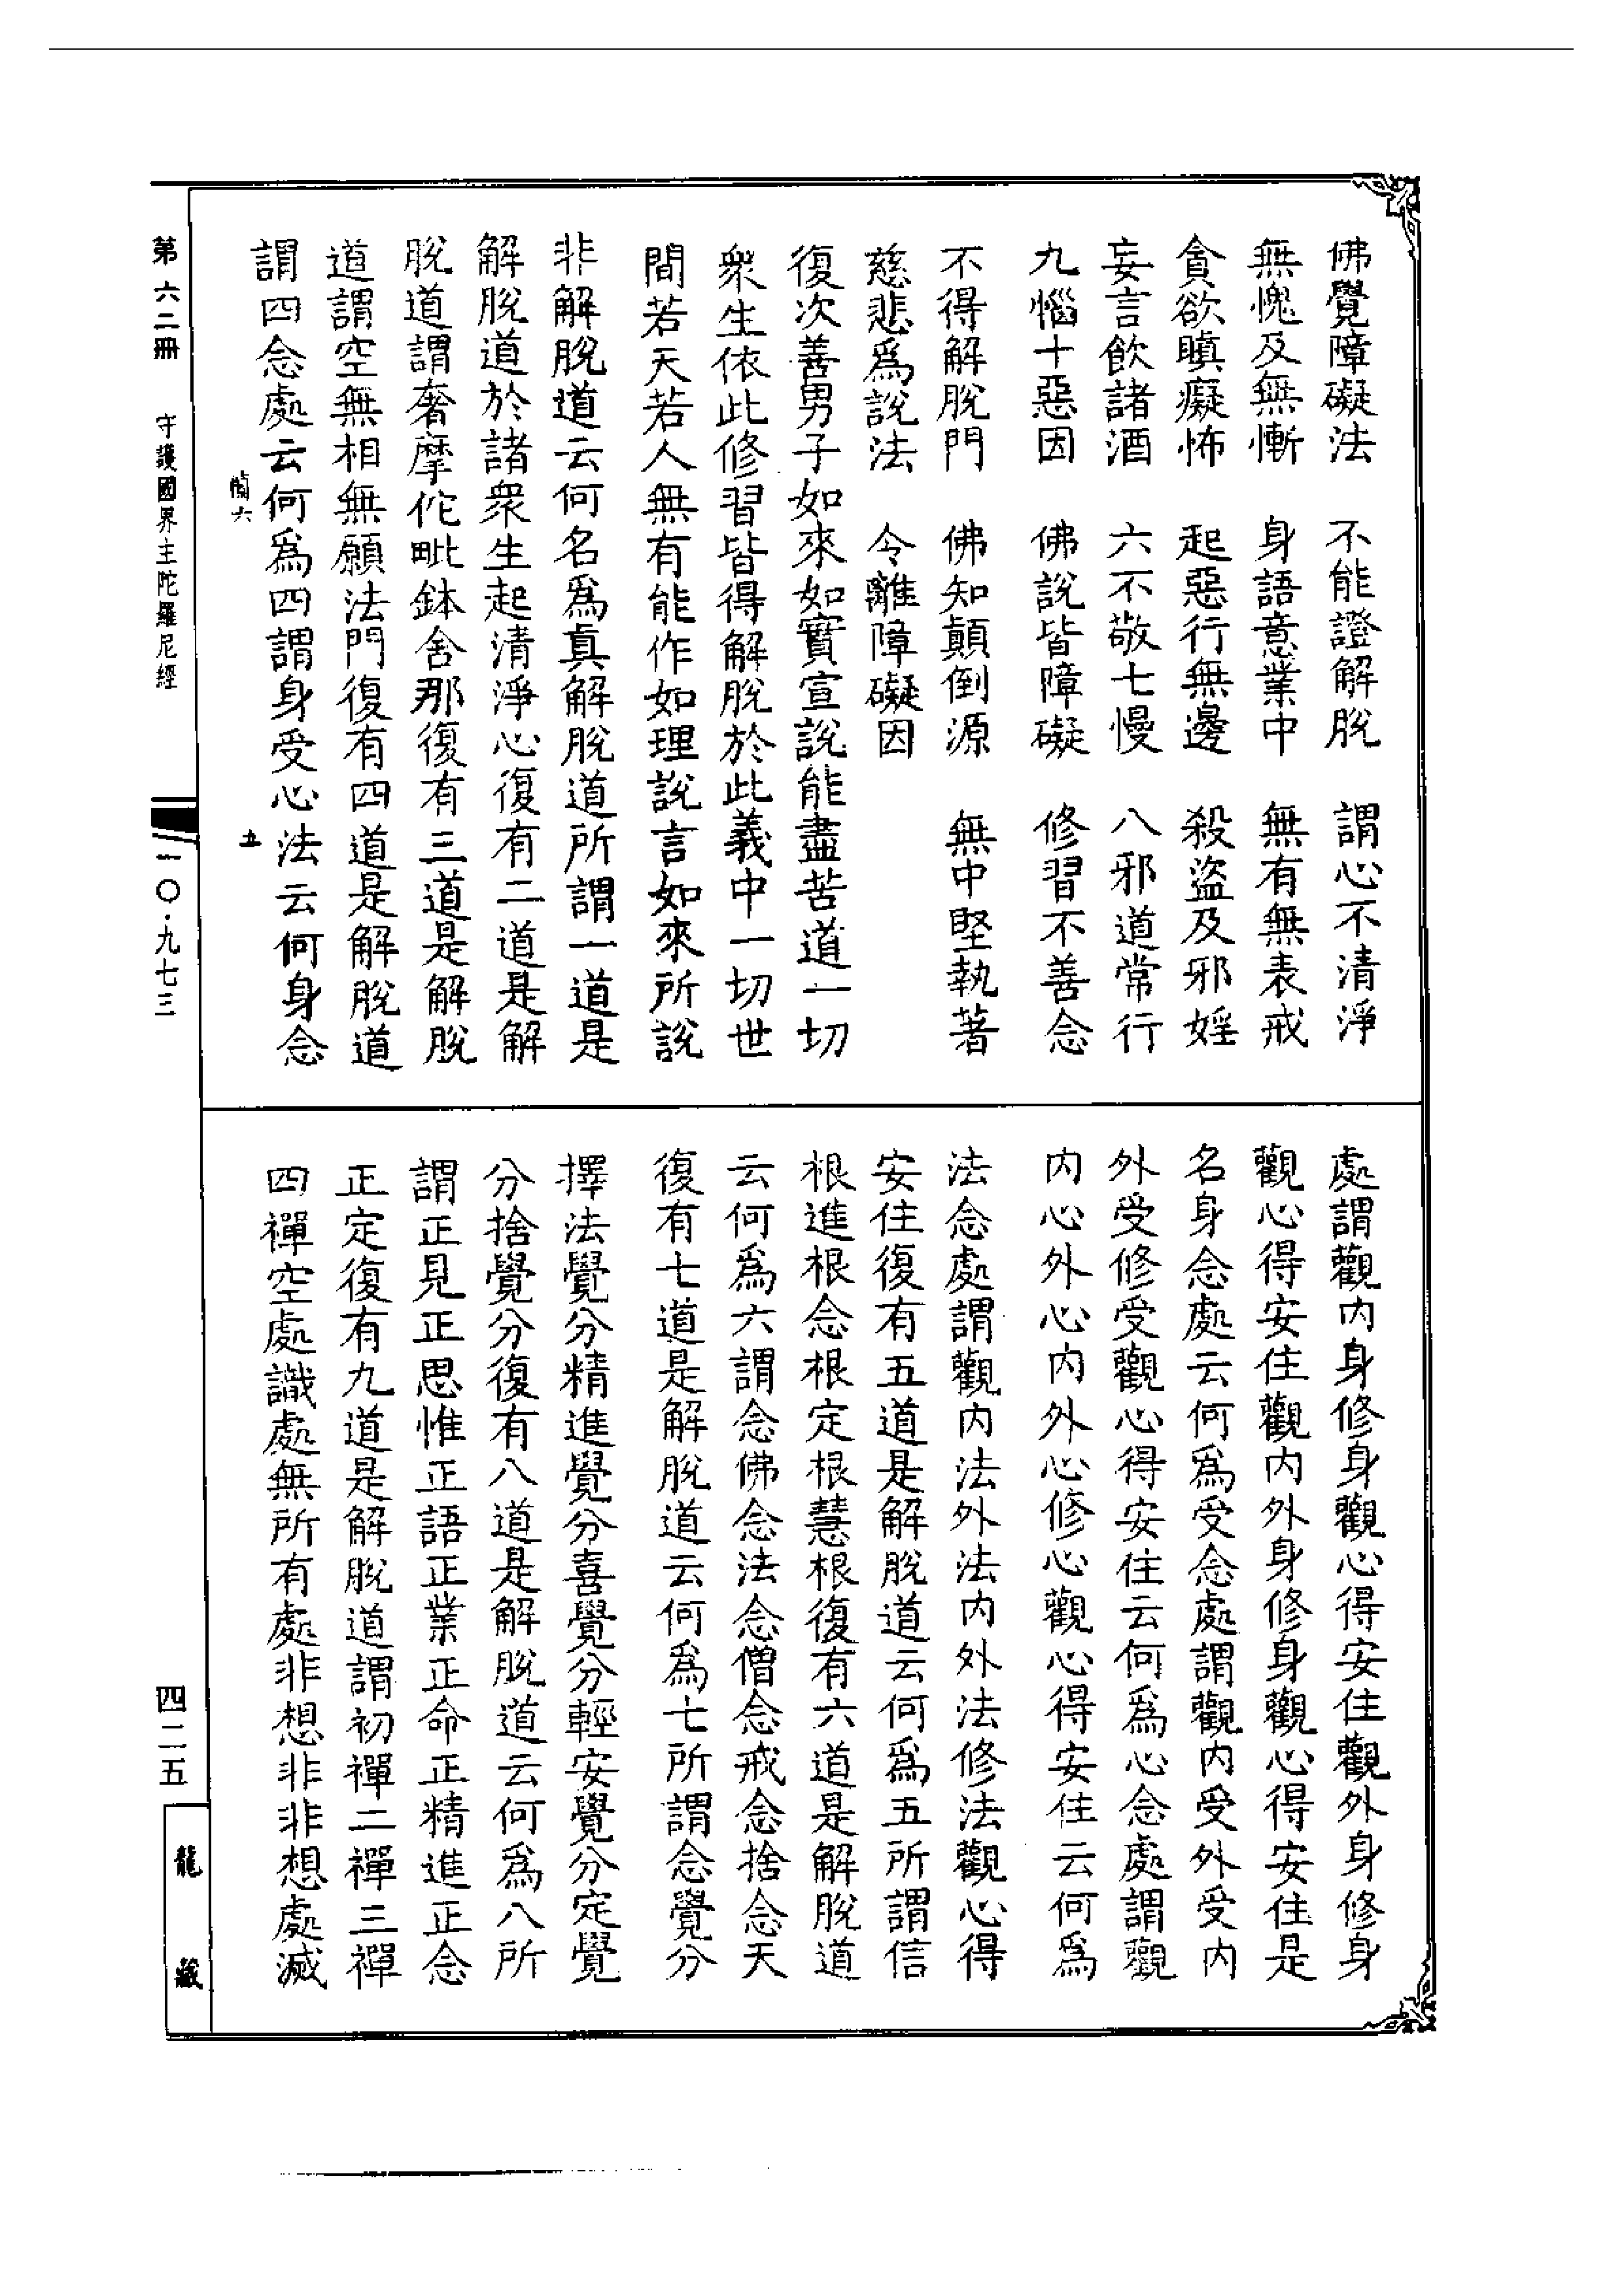 佛覺障礙法　不能證解脫　謂心不清淨
無愧及無慚　身語意業中　無有無表戒
貪欲瞋癡怖　起惡行無邊　殺盜及邪婬
妄言飲諸酒　六不敬七慢　八邪道常行
九惱十惡因　佛說皆障礙　修習不善念
不得解脫門　佛知顛倒源　無中堅執著
慈悲爲說法　令離障礙因
復次善男子如來如實宣說能盡苦道一切
衆生依此修習皆得解脫於此義中一切世
間若天若人無有能作如理說言如來所說
非解脫道云何名爲真解脫道所謂一道是
解脫道於諸衆生起清淨心復有二道是解
脫道謂奢摩佗毗鉢舍那復有三道是解脫
道謂空無相無願法門復有四道是解脫道
謂四念處云何爲四謂身受心法云何身念
五
處謂觀內身修身觀心得安住觀外身修身
觀心得安住觀內外身修身觀心得安住是
名身念處云何爲受念處謂觀內受外受內
外受修受觀心得安住云何爲心念處謂觀
內心外心內外心修心觀心得安住云何爲
法念處謂觀內法外法內外法修法觀心得
安住復有五道是解脫道云何爲五所謂信
根進根念根定根慧根復有六道是解脫道
云何爲六謂念佛念法念僧念戒念捨念天
復有七道是解脫道云何爲七所謂念覺分
擇法覺分精進覺分喜覺分輕安覺分定覺
分捨覺分復有八道是解脫道云何爲八所
謂正見正思惟正語正業正命正精進正念
正定復有九道是解脫道謂初禪二禪三禪
四禪空處識處無所有處非想非非想處滅
第六二冊　守護國界主陀羅尼經
一〇·九七三
四二五
龍藏